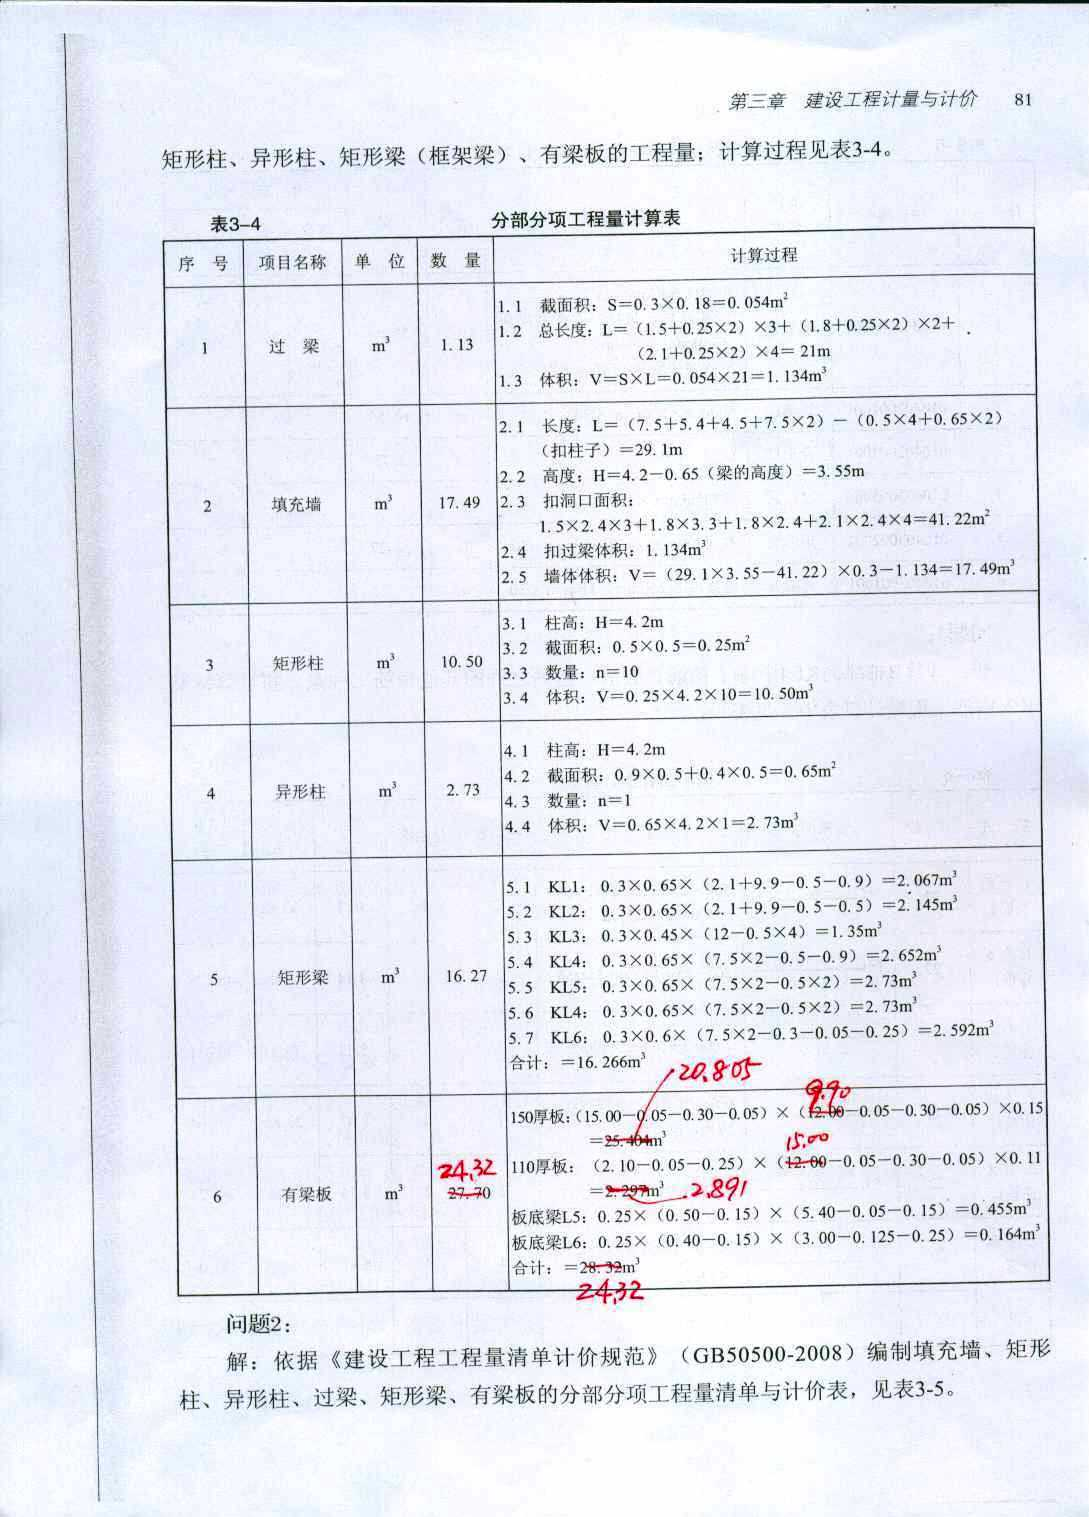 第三章 建设工程计量与计价 81
矩形柱、异形柱、矩形梁（框架梁）、有梁板的工程量；计算过程见表3-4。
表3-4 分部分项工程量计算表
序 号 项目名称 单 位 数 量 计算过程
1 过 梁 m³ 1.13
1.1 截面积：S=0.3×0.18=0.054m²
1.2 总长度：L=（1.5+0.25×2）×3+（1.8+0.25×2）×2+
（2.1+0.25×2）×4= 21m
1.3 体积：V=S×L=0.054×21=1.134m³
2 填充墙 m³ 17.49
2.1 长度：L=（7.5+5.4+4.5+7.5×2）-（0.5×4+0.65×2）
（扣柱子）=29.1m
2.2 高度：H=4.2-0.65（梁的高度）=3.55m
2.3 扣洞口面积：
1.5×2.4×3+1.8×3.3+1.8×2.4+2.1×2.4×4=41.22m²
2.4 扣过梁体积：1.134m³
2.5 墙体体积：V=（29.1×3.55-41.22）×0.3-1.134=17.49m³
3 矩形柱 m³ 10.50
3.1 柱高：H=4.2m
3.2 截面积：0.5×0.5=0.25m²
3.3 数量：n=10
3.4 体积：V=0.25×4.2×10=10.50m³
4 异形柱 m³ 2.73
4.1 柱高：H=4.2m
4.2 截面积：0.9×0.5+0.4×0.5=0.65m²
4.3 数量：n=1
4.4 体积：V=0.65×4.2×1=2.73m³
5 矩形梁 m³ 16.27
5.1 KL1：0.3×0.65×（2.1+9.9-0.5-0.9）=2.067m³
5.2 KL2：0.3×0.65×（2.1+9.9-0.5-0.5）=2.145m³
5.3 KL3：0.3×0.45×（12-0.5×4）=1.35m³
5.4 KL4：0.3×0.65×（7.5×2-0.5-0.9）=2.652m³
5.5 KL5：0.3×0.65×（7.5×2-0.5×2）=2.73m³
5.6 KL4：0.3×0.65×（7.5×2-0.5×2）=2.73m³
5.7 KL6：0.3×0.6×（7.5×2-0.3-0.05-0.25）=2.592m³
合计：=16.266m³
20.805
9.90
6 有梁板 m³ 27.70
24.32
150厚板：（15.00-0.05-0.30-0.05）×（12.00-0.05-0.30-0.05）×0.15
=25.404m³
15.00
110厚板：（2.10-0.05-0.25）×（12.00-0.05-0.30-0.05）×0.11
=2.297m³ 2.891
板底梁L5：0.25×（0.50-0.15）×（5.40-0.05-0.15）=0.455m³
板底梁L6：0.25×（0.40-0.15）×（3.00-0.125-0.25）=0.164m³
合计：=28.32m³
24.32
问题2：
解：依据《建设工程工程量清单计价规范》（GB50500-2008）编制填充墙、矩形
柱、异形柱、过梁、矩形梁、有梁板的分部分项工程量清单与计价表，见表3-5。